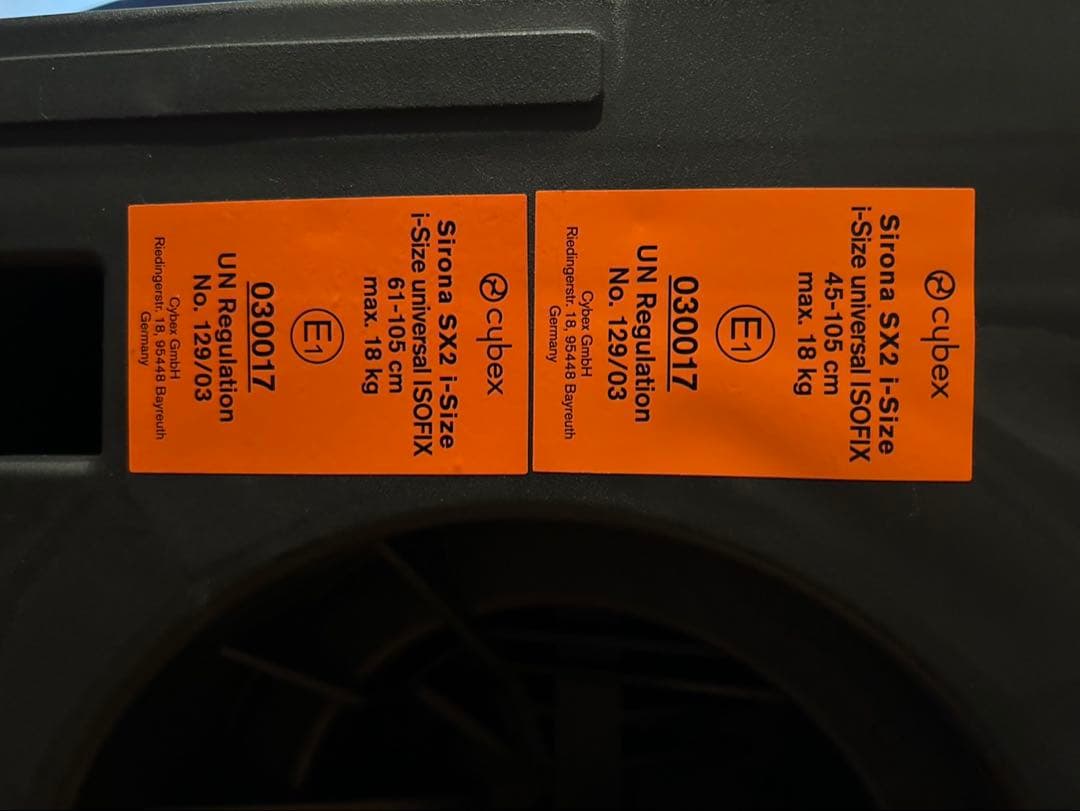 cybex
Sirona SX2 i-Size
i-Size universal ISOFIX
45-105 cm
max. 18 kg
E1
030017
UN Regulation
No. 129/03
Cybex GmbH
Riedingerstr. 18, 95448 Bayreuth
Germany
cybex
Sirona SX2 i-Size
i-Size universal ISOFIX
61-105 cm
max. 18 kg
E1
030017
UN Regulation
No. 129/03
Cybex GmbH
Riedingerstr. 18, 95448 Bayreuth
Germany